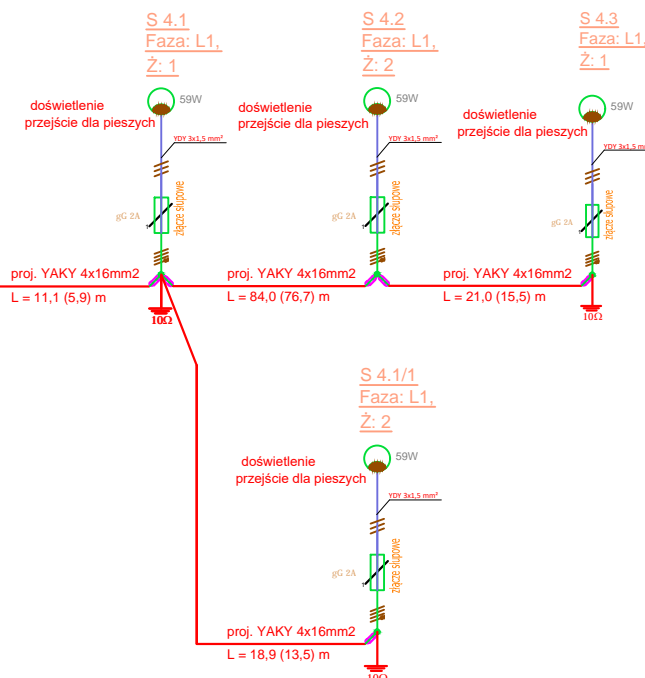 S 4.1
Faza: L1,
Ż: 1
59W
doświetlenie
przejście dla pieszych
YDY 3x1,5 mm²
gG 2A
złącze słupowe
proj. YAKY 4x16mm2
L = 11,1 (5,9) m
10Ω
S 4.2
Faza: L1,
Ż: 2
59W
doświetlenie
przejście dla pieszych
YDY 3x1,5 mm²
gG 2A
złącze słupowe
proj. YAKY 4x16mm2
L = 84,0 (76,7) m
S 4.3
Faza: L1,
Ż: 1
59W
doświetlenie
przejście dla pieszych
YDY 3x1,5 m
gG 2A
złącze słupowe
proj. YAKY 4x16mm2
L = 21,0 (15,5) m
10Ω
S 4.1/1
Faza: L1,
Ż: 2
59W
doświetlenie
przejście dla pieszych
YDY 3x1,5 mm²
gG 2A
złącze słupowe
proj. YAKY 4x16mm2
L = 18,9 (13,5) m
10Ω